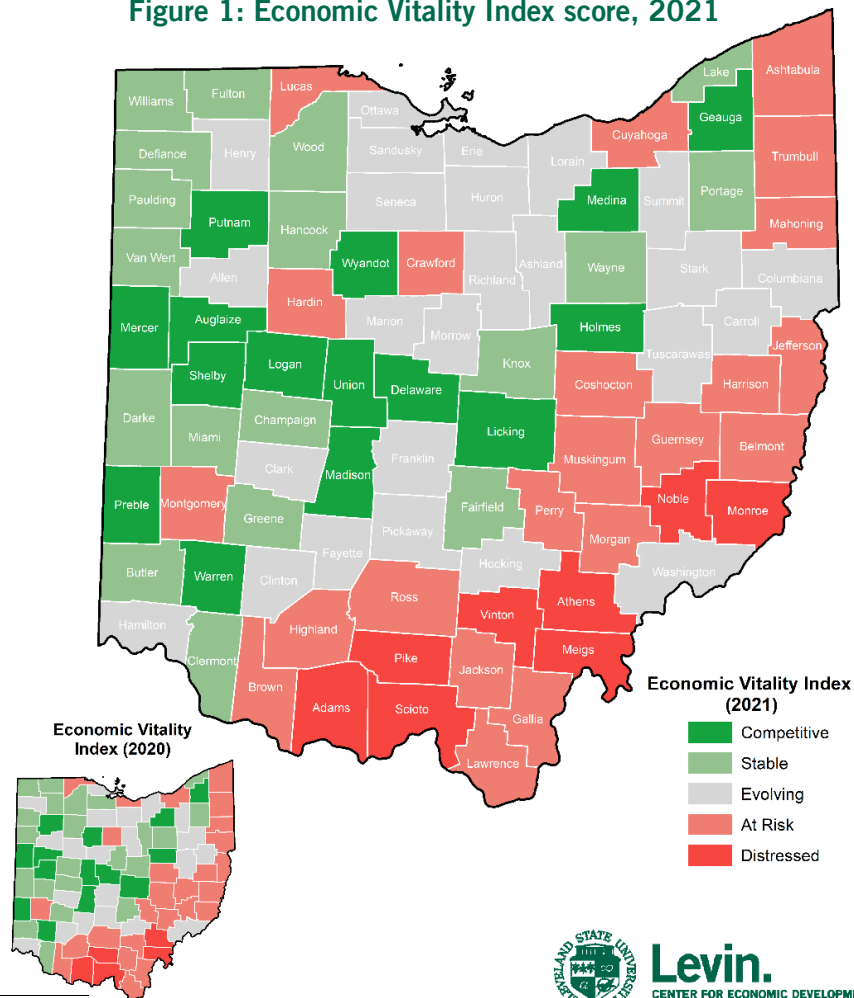 Figure 1: Economic Vitality Index score, 2021
Williams
Fulton
Lucas
Ottawa
Lake
Ashtabula
Geauga
Defiance
Henry
Wood
Sandusky
Erie
Lorain
Cuyahoga
Trumbull
Paulding
Putnam
Hancock
Seneca
Huron
Medina
Summit
Portage
Mahoning
Van Wert
Allen
Wyandot
Crawford
Richland
Ashland
Wayne
Stark
Columbiana
Mercer
Auglaize
Hardin
Marion
Morrow
Holmes
Carroll
Jefferson
Tuscarawas
Shelby
Logan
Union
Delaware
Knox
Coshocton
Harrison
Darke
Miami
Champaign
Licking
Guernsey
Belmont
Clark
Madison
Franklin
Muskingum
Preble
Montgomery
Greene
Fairfield
Perry
Noble
Monroe
Pickaway
Morgan
Fayette
Hocking
Washington
Butler
Warren
Clinton
Ross
Vinton
Athens
Hamilton
Highland
Pike
Meigs
Clermont
Jackson
Brown
Adams
Scioto
Gallia
Lawrence
Economic Vitality Index
(2021)
Competitive
Stable
Evolving
At Risk
Distressed
Economic Vitality
Index (2020)
Levin.
CENTER FOR ECONOMIC DEVELOPM